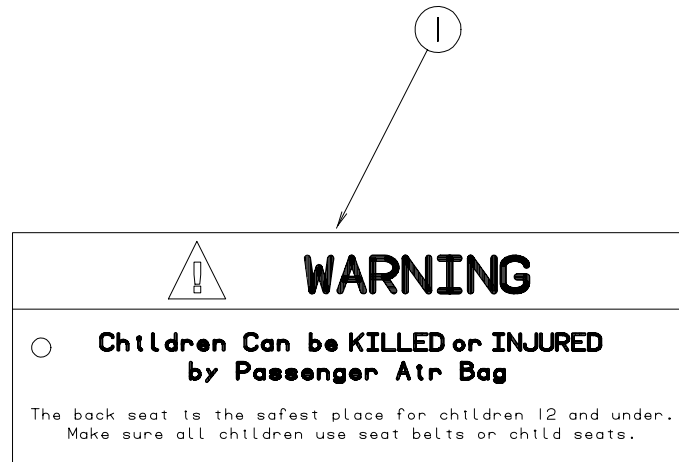 1
WARNING
Children Can be KILLED or INJURED
by Passenger Air Bag
The back seat is the safest place for children 12 and under.
Make sure all children use seat belts or child seats.